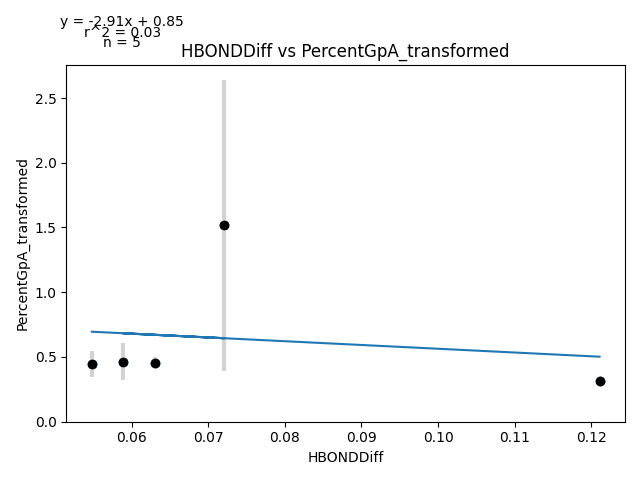 y = -2.91x + 0.85
r^2 = 0.03
n = 5
HBONDDiff vs PercentGpA_transformed
PercentGpA_transformed
2.5
2.0
1.5
1.0
0.5
0.0
0.06 0.07 0.08 0.09 0.10 0.11 0.12
HBONDDiff